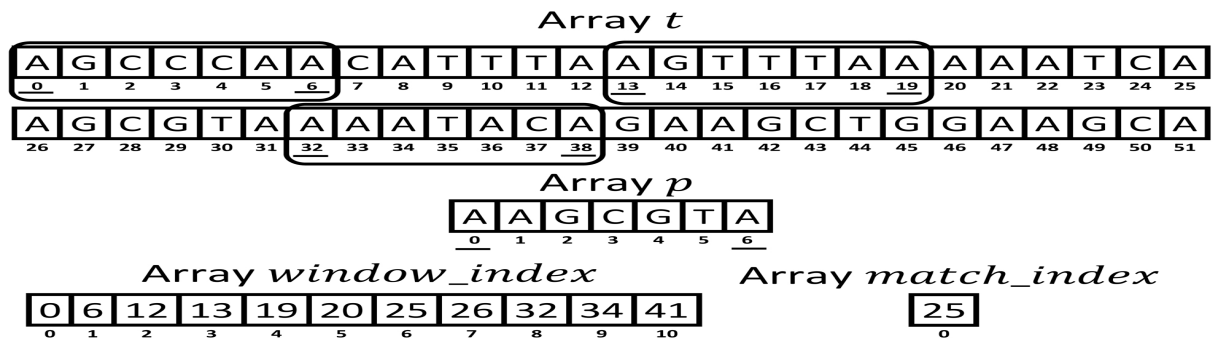 Array t
A G C C C A A C A T T T A A G T T T A A A A A T C A
0 1 2 3 4 5 6 7 8 9 10 11 12 13 14 15 16 17 18 19 20 21 22 23 24 25
A G C G T A A A A T A C A G A A G C T G G A A G C A
26 27 28 29 30 31 32 33 34 35 36 37 38 39 40 41 42 43 44 45 46 47 48 49 50 51
Array p
A A G C G T A
0 1 2 3 4 5 6
Array window_index Array match_index
0 6 12 13 19 20 25 26 32 34 41 25
0 1 2 3 4 5 6 7 8 9 10 0